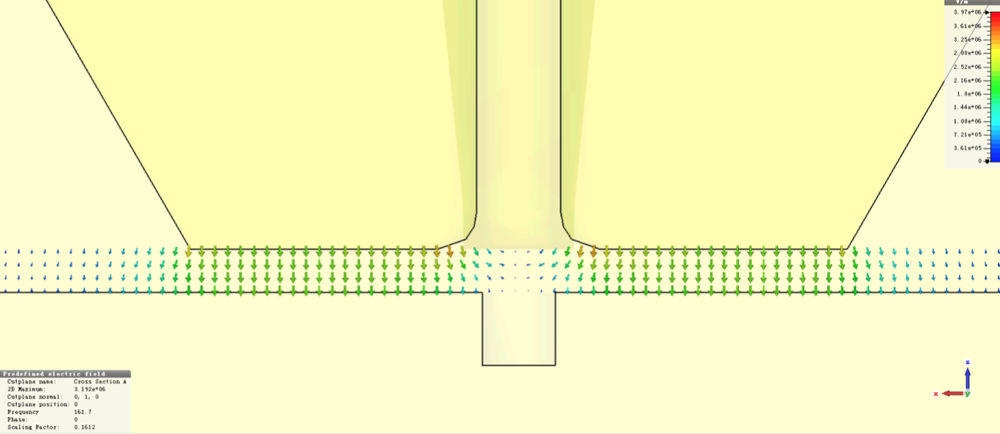 V/m
3.97e+06
3.61e+06
3.25e+06
2.88e+06
2.52e+06
2.16e+06
1.8e+06
1.44e+06
1.08e+06
7.21e+05
3.61e+05
0
Predefined electric field
Cutplane name: Cross Section A
2D Maximum: 3.192e+06
Cutplane normal: 0, 1, 0
Cutplane position: 0
Frequency 161.7
Phase: 0
Scaling Factor: 0.1612
z
x
y